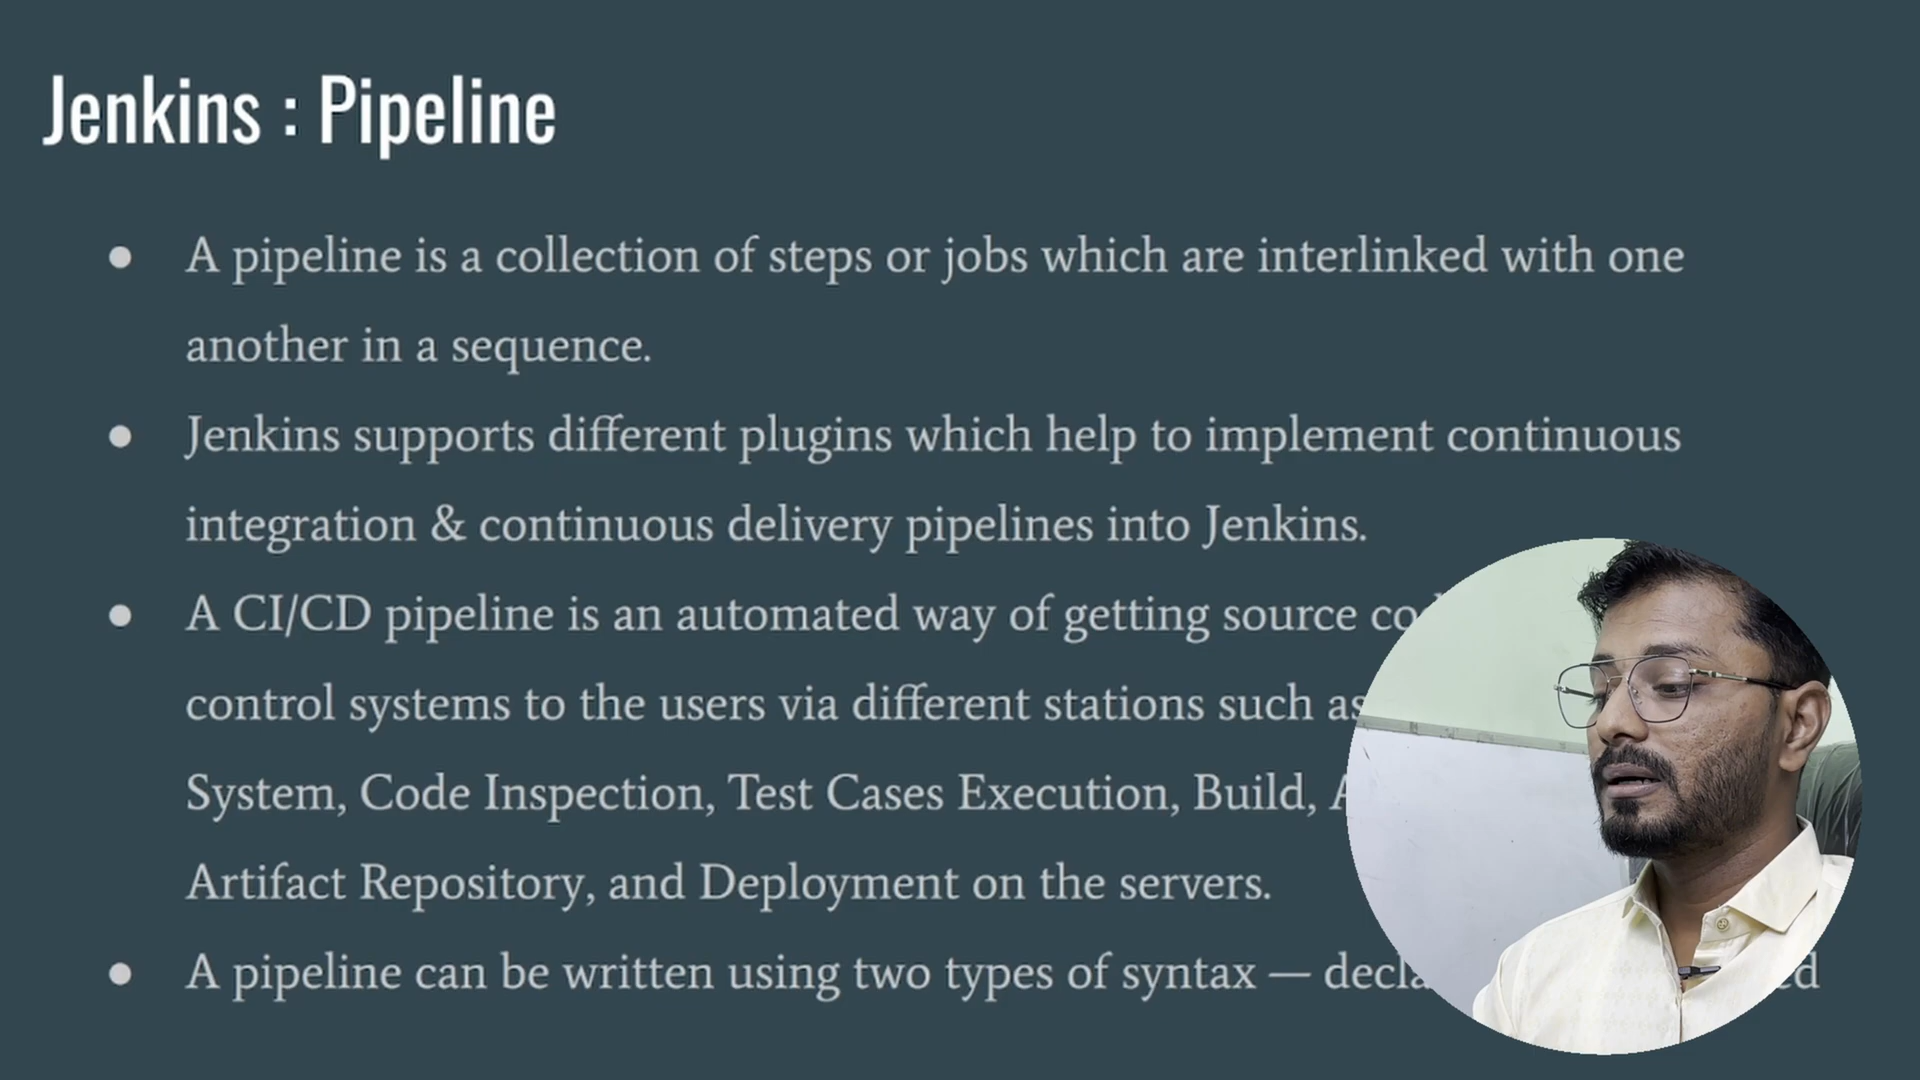 Jenkins : Pipeline
● A pipeline is a collection of steps or jobs which are interlinked with one
another in a sequence.
● Jenkins supports different plugins which help to implement continuous
integration & continuous delivery pipelines into Jenkins.
● A CI/CD pipeline is an automated way of getting source
control systems to the users via different stations such as
System, Code Inspection, Test Cases Execution, Build,
Artifact Repository, and Deployment on the servers.
● A pipeline can be written using two types of syntax —